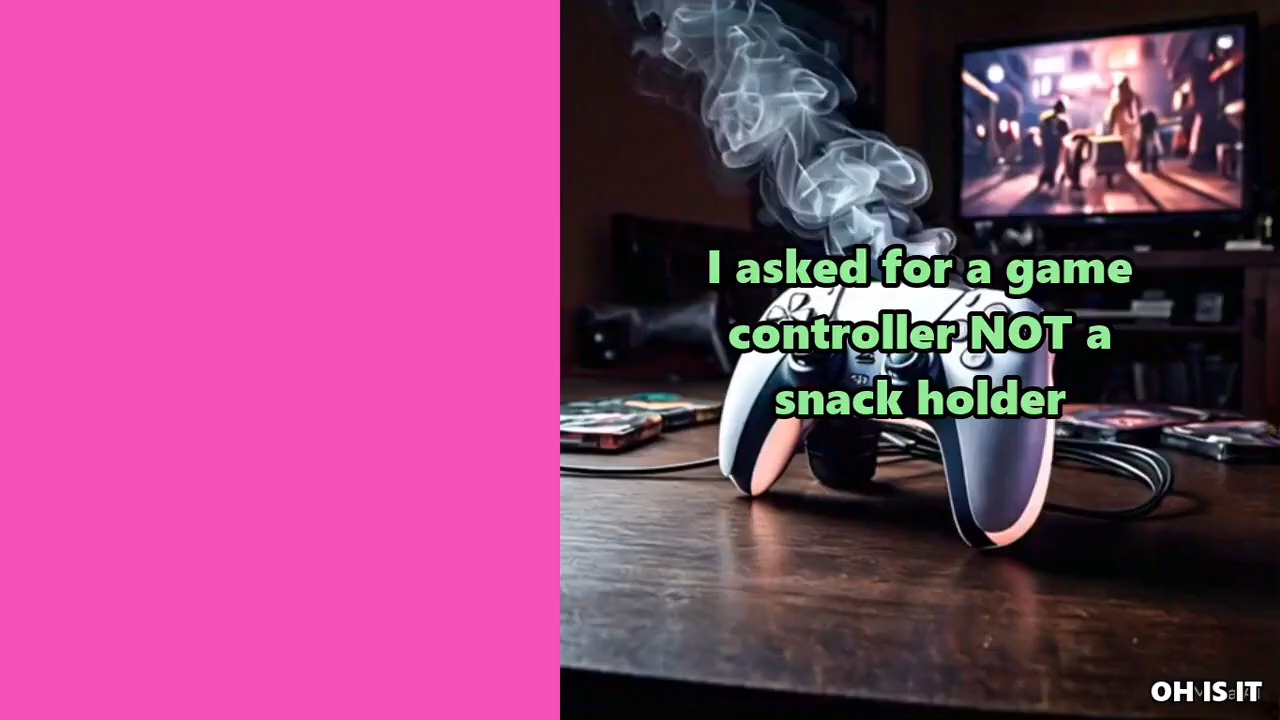 I asked for a game
controller NOT a
snack holder
OH IS IT